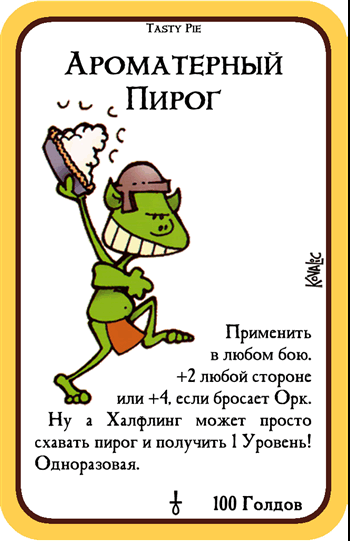 Tasty Pie
Ароматерный
Пирог
Kovalic
Применить
в любом бою.
+2 любой стороне
или +4, если бросает Орк.
Ну а Халфлинг может просто
схавать пирог и получить 1 Уровень!
Одноразовая.
100 Голдов